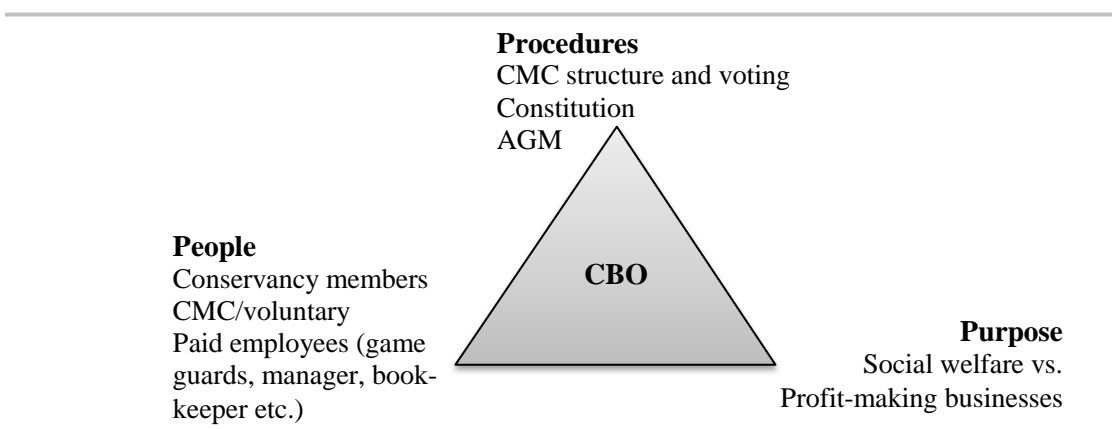 Procedures
CMC structure and voting
Constitution
AGM
People
Conservancy members
CMC/voluntary
Paid employees (game
guards, manager, book-
keeper etc.)
CBO
Purpose
Social welfare vs.
Profit-making businesses